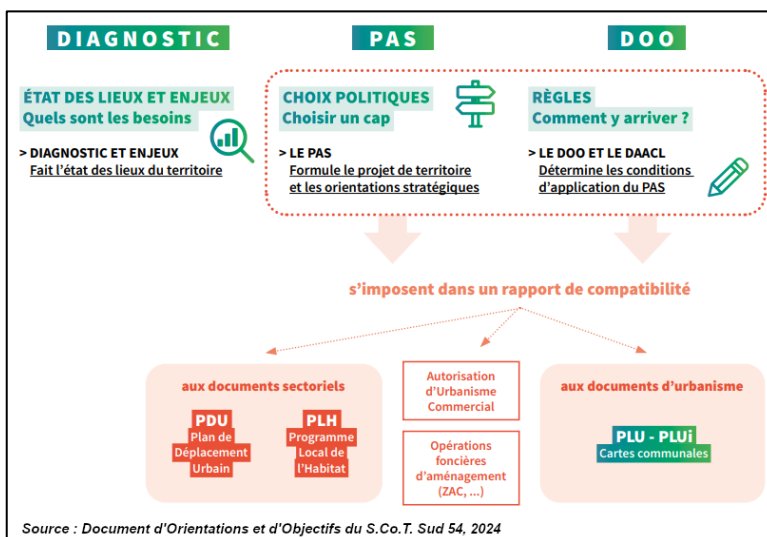 DIAGNOSTIC
ÉTAT DES LIEUX ET ENJEUX
Quels sont les besoins
> DIAGNOSTIC ET ENJEUX
Fait l'état des lieux du territoire
PAS
CHOIX POLITIQUES
Choisir un cap
> LE PAS
Formule le projet de territoire
et les orientations stratégiques
DOO
RÈGLES
Comment y arriver ?
> LE DOO ET LE DAACL
Détermine les conditions
d'application du PAS
s'imposent dans un rapport de compatibilité
aux documents sectoriels
PDU
Plan de
Déplacement
Urbain
PLH
Programme
Local de
l'Habitat
Autorisation
d'Urbanisme
Commercial
Opérations
foncières
d'aménagement
(ZAC, ...)
aux documents d'urbanisme
PLU - PLUi
Cartes communales
Source : Document d'Orientations et d'Objectifs du S.Co.T. Sud 54, 2024